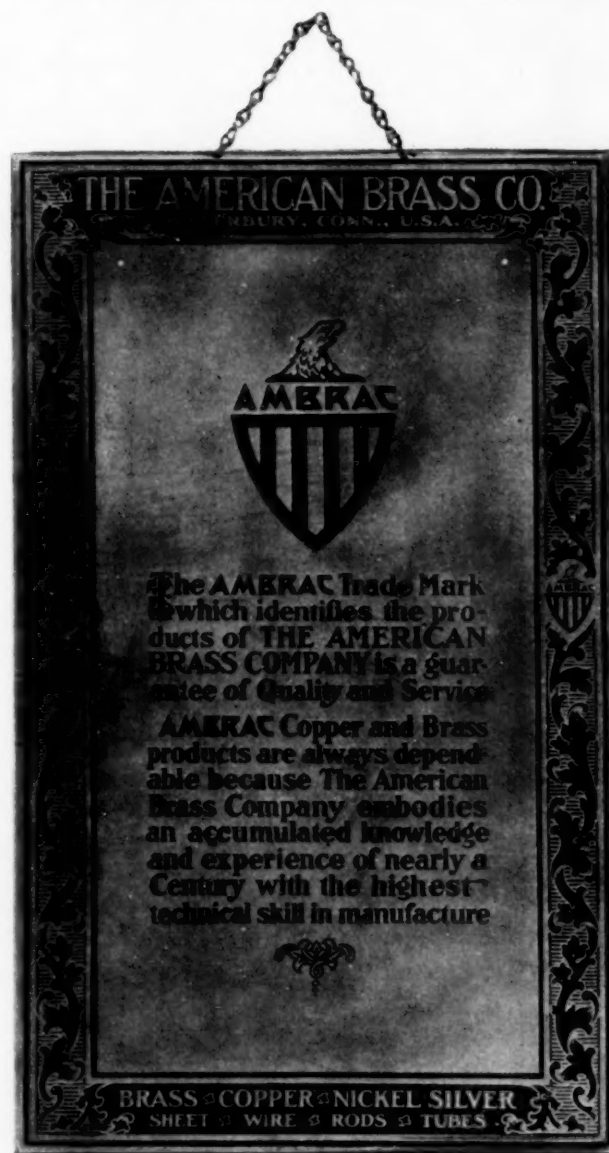 THE AMERICAN BRASS CO.
WATERBURY, CONN., U.S.A.
AMBRAC
The AMBRAC Trade Mark
which identifies the pro-
ducts of THE AMERICAN
BRASS COMPANY is a guar-
antee of Quality and Service
AMBRAC Copper and Brass
products are always depend-
able because The American
Brass Company embodies
an accumulated knowledge
and experience of nearly a
Century with the highest
technical skill in manufacture
AMBRAC
BRASS COPPER NICKEL SILVER
SHEET WIRE RODS TUBES